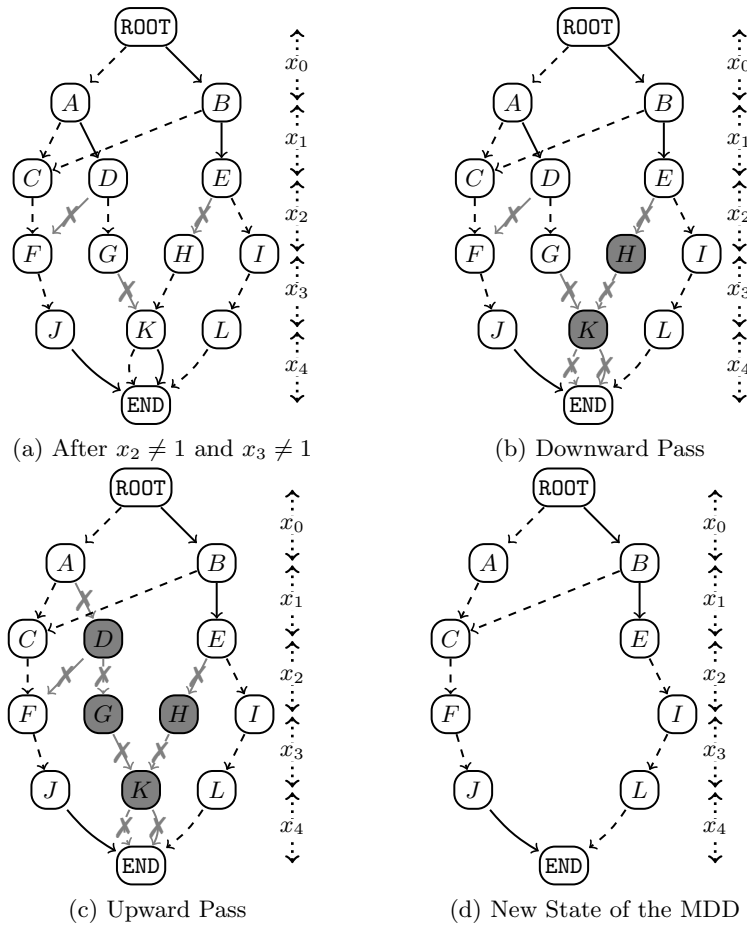 ROOT ROOT
x0 x0
A B A B
x1 x1
C D E C D E
x2 x2
F G H I F G H I
x3 x3
J K L J K L
x4 x4
END END
(a) After x2 ≠ 1 and x3 ≠ 1
(b) Downward Pass
ROOT ROOT
x0 x0
A B A B
x1 x1
C D E C E
x2 x2
F G H I F I
x3 x3
J K L J L
x4 x4
END END
(c) Upward Pass
(d) New State of the MDD